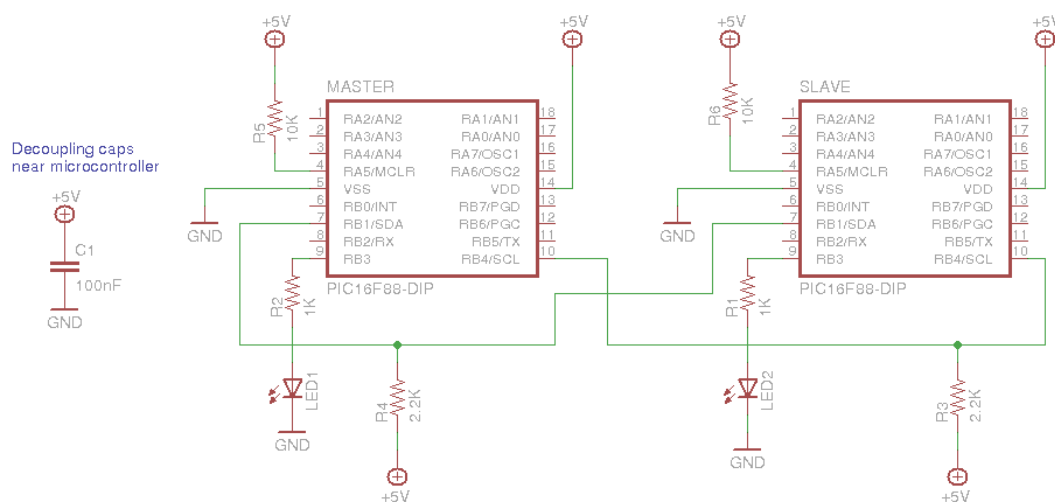 +5V
+5V
+5V
+5V
MASTER
SLAVE
R5
10K
R6
10K
Decoupling caps
near microcontroller
+5V
C1
100nF
GND
1 RA2/AN2 RA1/AN1 18
2 RA3/AN3 RA0/AN0 17
3 RA4/AN4 RA7/OSC1 16
4 RA5/MCLR RA6/OSC2 15
5 VSS VDD 14
6 RB0/INT RB7/PGD 13
7 RB1/SDA RB6/PGC 12
8 RB2/RX RB5/TX 11
9 RB3 RB4/SCL 10
PIC16F88-DIP
GND
1 RA2/AN2 RA1/AN1 18
2 RA3/AN3 RA0/AN0 17
3 RA4/AN4 RA7/OSC1 16
4 RA5/MCLR RA6/OSC2 15
5 VSS VDD 14
6 RB0/INT RB7/PGD 13
7 RB1/SDA RB6/PGC 12
8 RB2/RX RB5/TX 11
9 RB3 RB4/SCL 10
PIC16F88-DIP
GND
R2
1K
R1
1K
LED1
GND
R4
2.2K
+5V
LED2
GND
R3
2.2K
+5V